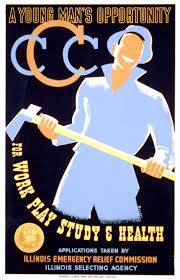 A YOUNG MAN'S OPPORTUNITY
CCC
FOR WORK PLAY STUDY & HEALTH
APPLICATIONS TAKEN BY
ILLINOIS EMERGENCY RELIEF COMMISSION
ILLINOIS SELECTING AGENCY